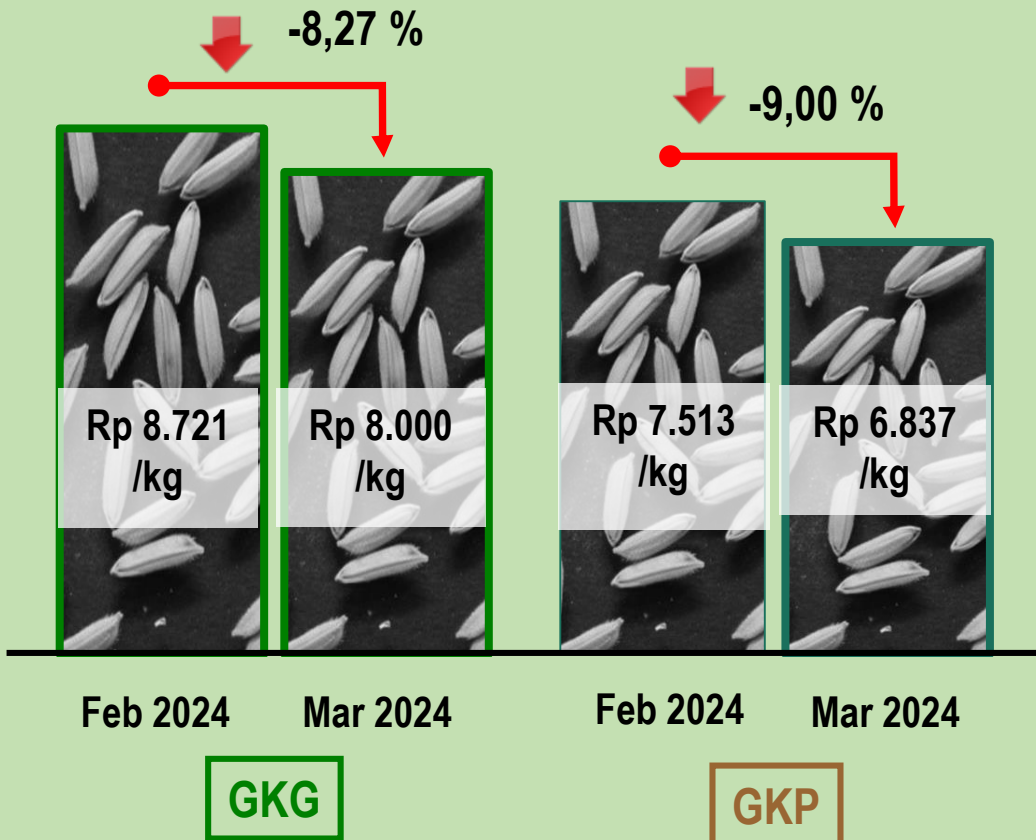 -8,27 %
-9,00 %
Rp 8.721
/kg
Rp 8.000
/kg
Rp 7.513
/kg
Rp 6.837
/kg
Feb 2024
Mar 2024
Feb 2024
Mar 2024
GKG
GKP